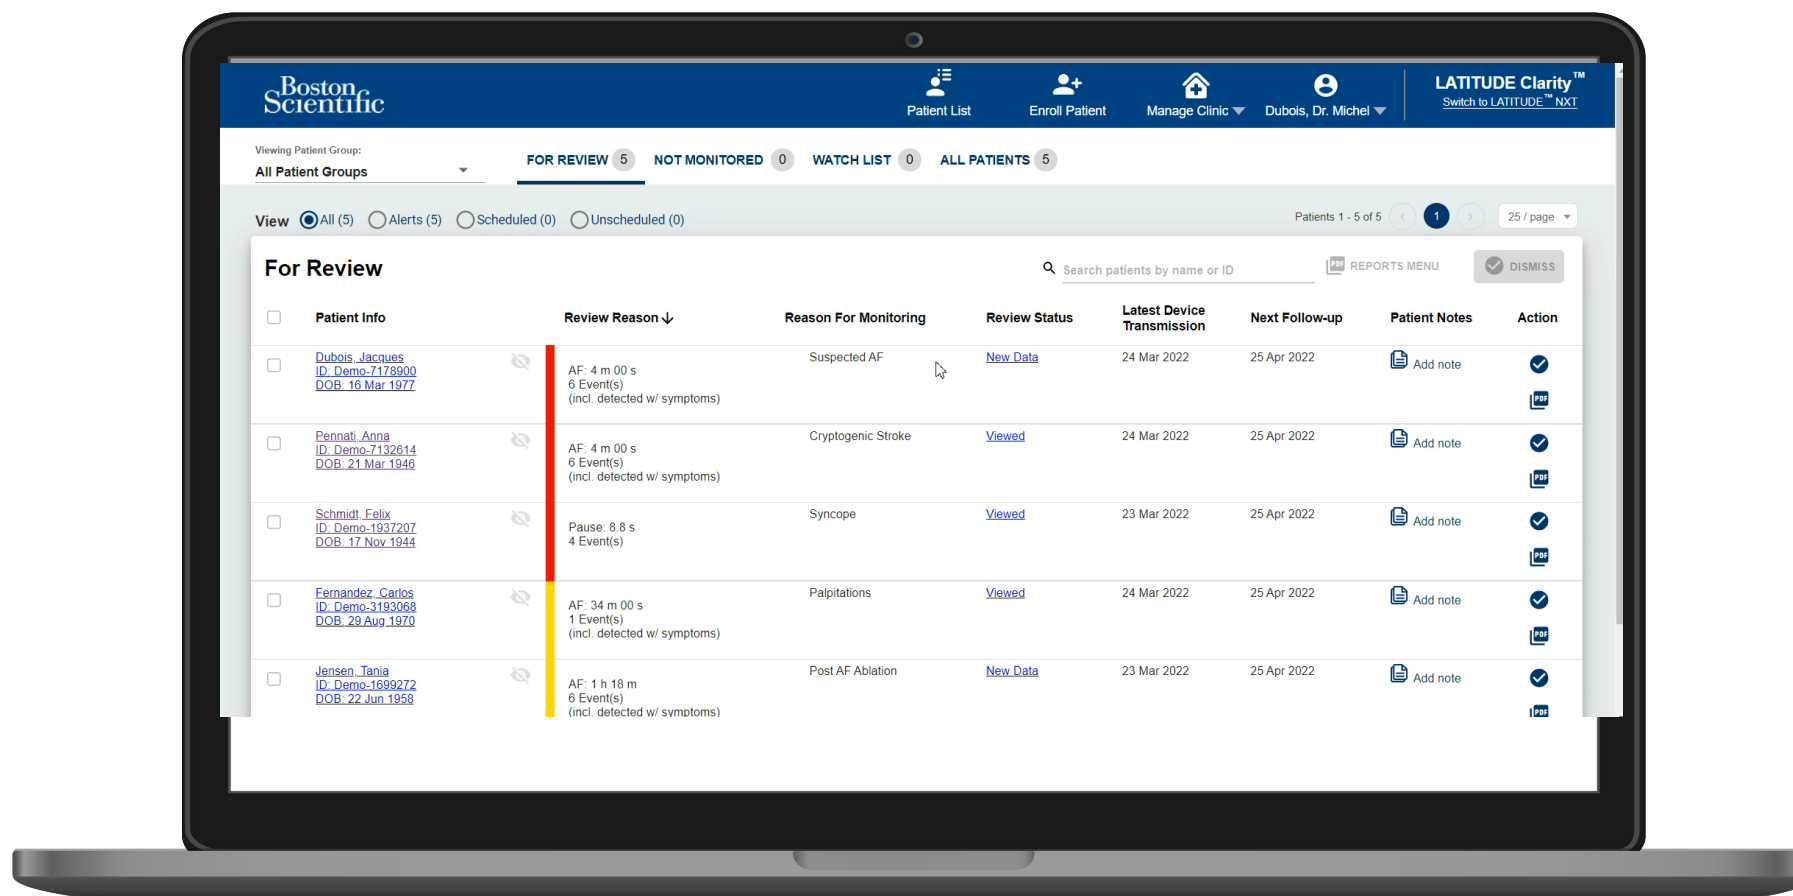 Boston
Scientific
Patient List
Enroll Patient
Manage Clinic
Dubois, Dr. Michel
LATITUDE Clarity™
Switch to LATITUDE™ NXT
Viewing Patient Group:
All Patient Groups
FOR REVIEW 5
NOT MONITORED 0
WATCH LIST 0
ALL PATIENTS 5
View All (5) Alerts (5) Scheduled (0) Unscheduled (0)
Patients 1 - 5 of 5
1
25 / page
For Review
Search patients by name or ID
PDF REPORTS MENU
DISMISS
Patient Info
Review Reason
Reason For Monitoring
Review Status
Latest Device
Transmission
Next Follow-up
Patient Notes
Action
Dubois, Jacques
ID: Demo-7178900
DOB: 16 Mar 1977
AF: 4 m 00 s
6 Event(s)
(incl. detected w/ symptoms)
Suspected AF
New Data
24 Mar 2022
25 Apr 2022
Add note
PDF
Pennati, Anna
ID: Demo-7132614
DOB: 21 Mar 1946
AF: 4 m 00 s
6 Event(s)
(incl. detected w/ symptoms)
Cryptogenic Stroke
Viewed
24 Mar 2022
25 Apr 2022
Add note
PDF
Schmidt, Felix
ID: Demo-1937207
DOB: 17 Nov 1944
Pause: 8.8 s
4 Event(s)
Syncope
Viewed
23 Mar 2022
25 Apr 2022
Add note
PDF
Fernandez, Carlos
ID: Demo-3193068
DOB: 29 Aug 1970
AF: 34 m 00 s
1 Event(s)
(incl. detected w/ symptoms)
Palpitations
Viewed
24 Mar 2022
25 Apr 2022
Add note
PDF
Jensen, Tania
ID: Demo-1699272
DOB: 22 Jun 1958
AF: 1 h 18 m
6 Event(s)
(incl. detected w/ symptoms)
Post AF Ablation
New Data
23 Mar 2022
25 Apr 2022
Add note
PDF